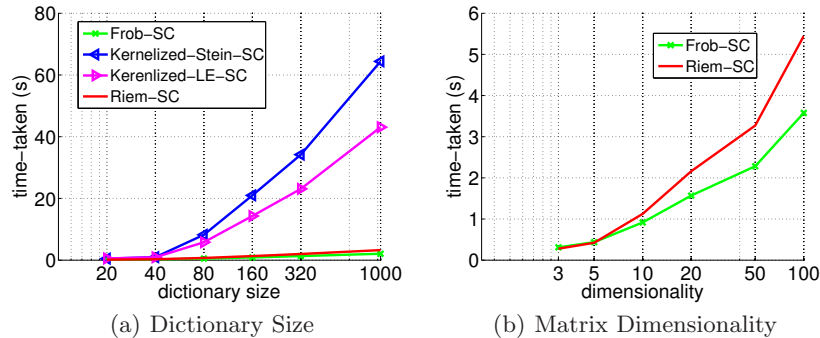 80
60
40
20
0
time-taken (s)
Frob-SC
Kernelized-Stein-SC
Kerenlized-LE-SC
Riem-SC
20 40 80 160 320 1000
dictionary size
(a) Dictionary Size
6
5
4
3
2
1
0
time-taken (s)
Frob-SC
Riem-SC
3 5 10 20 50 100
dimensionality
(b) Matrix Dimensionality